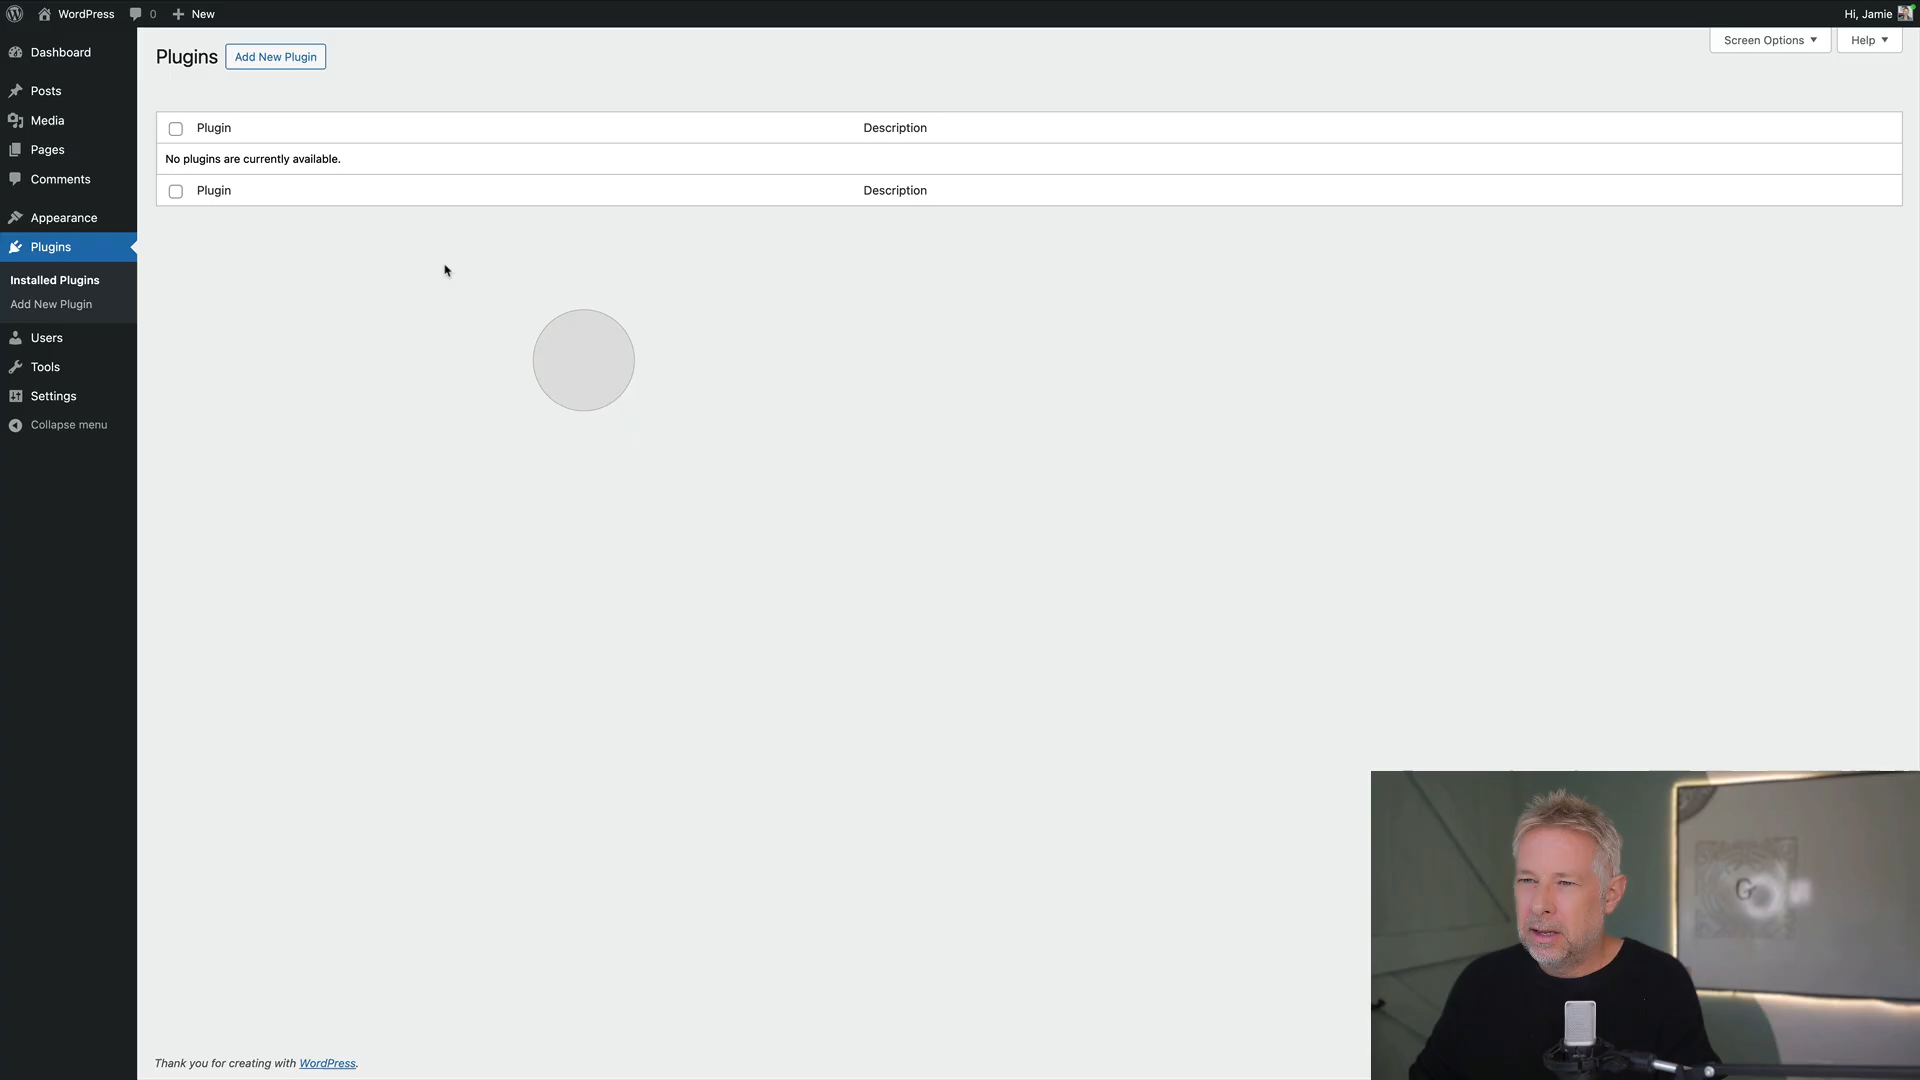 WordPress
0
New
Hi, Jamie
Dashboard
Posts
Media
Pages
Comments
Appearance
Plugins
Installed Plugins
Add New Plugin
Users
Tools
Settings
Collapse menu
Plugins
Add New Plugin
Screen Options
Help
Plugin
Description
No plugins are currently available.
Plugin
Description
Thank you for creating with WordPress.
G